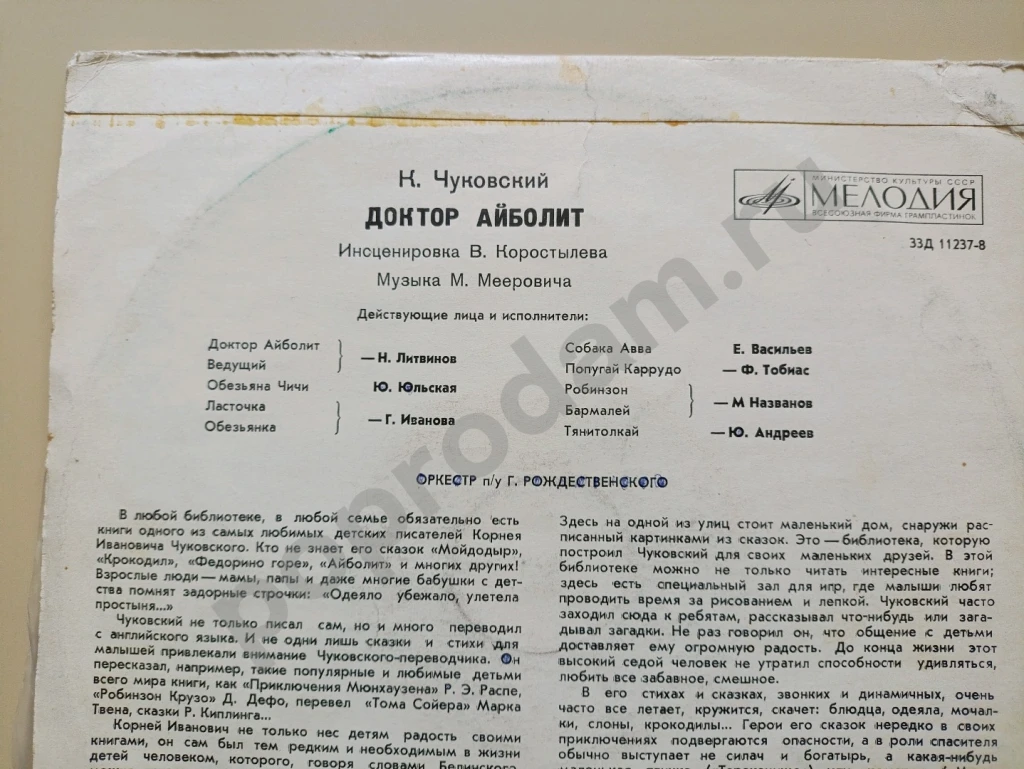 К. Чуковский
ДОКТОР АЙБОЛИТ
Инсценировка В. Коростылева
Музыка М. Мееровича
МИНИСТЕРСТВО КУЛЬТУРЫ СССР
МЕЛОДИЯ
ВСЕСОЮЗНАЯ ФИРМА ГРАМПЛАСТИНОК
33Д 11237-8
Действующие лица и исполнители:
Доктор Айболит
Ведущий
— Н. Литвинов
Обезьяна Чичи Ю. Юльская
Ласточка
Обезьянка
— Г. Иванова
Собака Авва Е. Васильев
Попугай Каррудо — Ф. Тобиас
Робинзон
Бармалей
— М Названов
Тянитолкай — Ю. Андреев
ОРКЕСТР п/у Г. РОЖДЕСТВЕНСКОГО
В любой библиотеке, в любой семье обязательно есть
книги одного из самых любимых детских писателей Корнея
Ивановича Чуковского. Кто не знает его сказок «Мойдодыр»,
«Крокодил», «Федорино горе», «Айболит» и многих других!
Взрослые люди — мамы, папы и даже многие бабушки с дет-
ства помнят задорные строчки: «Одеяло убежало, улетела
простыня...»
Чуковский не только писал сам, но и много переводил
с английского языка. И не одни лишь сказки и стихи для
малышей привлекали внимание Чуковского-переводчика. Он
пересказал, например, такие популярные и любимые детьми
всего мира книги, как «Приключения Мюнхаузена» Р. Э. Распе,
«Робинзон Крузо» Д. Дефо, перевел «Тома Сойера» Марка
Твена, сказки Р. Киплинга...
Корней Иванович не только нес детям радость своими
книгами, он сам был тем редким и необходимым в жизни
детей человеком, которого, говоря словами Белинского,
Здесь на одной из улиц стоит маленький дом, снаружи рас-
писанный картинками из сказок. Это — библиотека, которую
построил Чуковский для своих маленьких друзей. В этой
библиотеке можно не только читать интересные книги;
здесь есть специальный зал для игр, где малыши любят
проводить время за рисованием и лепкой. Чуковский часто
заходил сюда к ребятам, рассказывал что-нибудь или зага-
дывал загадки. Не раз говорил он, что общение с детьми
доставляет ему огромную радость. До конца жизни этот
высокий седой человек не утратил способности удивляться,
любить все забавное, смешное.
В его стихах и сказках, звонких и динамичных, очень
часто все летает, кружится, скачет: блюдца, одеяла, мочал-
ки, слоны, крокодилы... Герои его сказок нередко в своих
приключениях подвергаются опасности, а в роли спасителя
обычно выступает не силач и богатырь, а какая-нибудь
prodam.ru